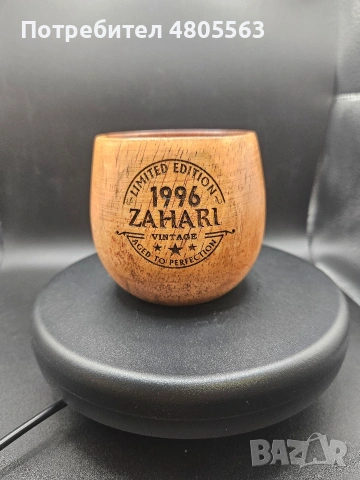 Потребител 4805563
LIMITED EDITION
1996
ZAHARI
VINTAGE
AGED TO PERFECTION
BAZAR